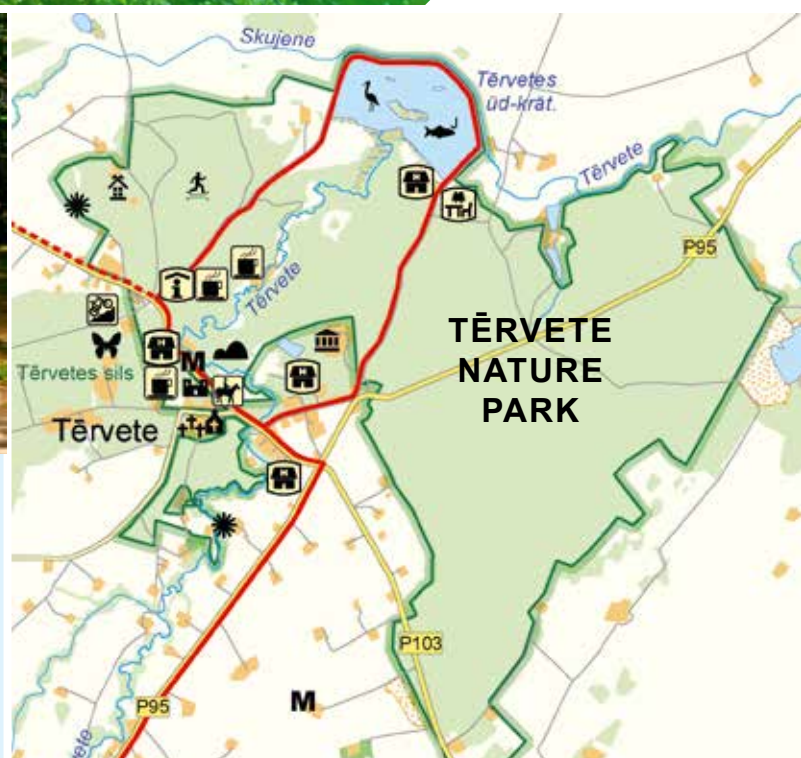 Skujene
Tērvetes
ūd-krāt.
Tērvete
P95
Tērvete
TĒRVETE
NATURE
PARK
M
Tērvetes sils
Tērvete
P103
P95
M